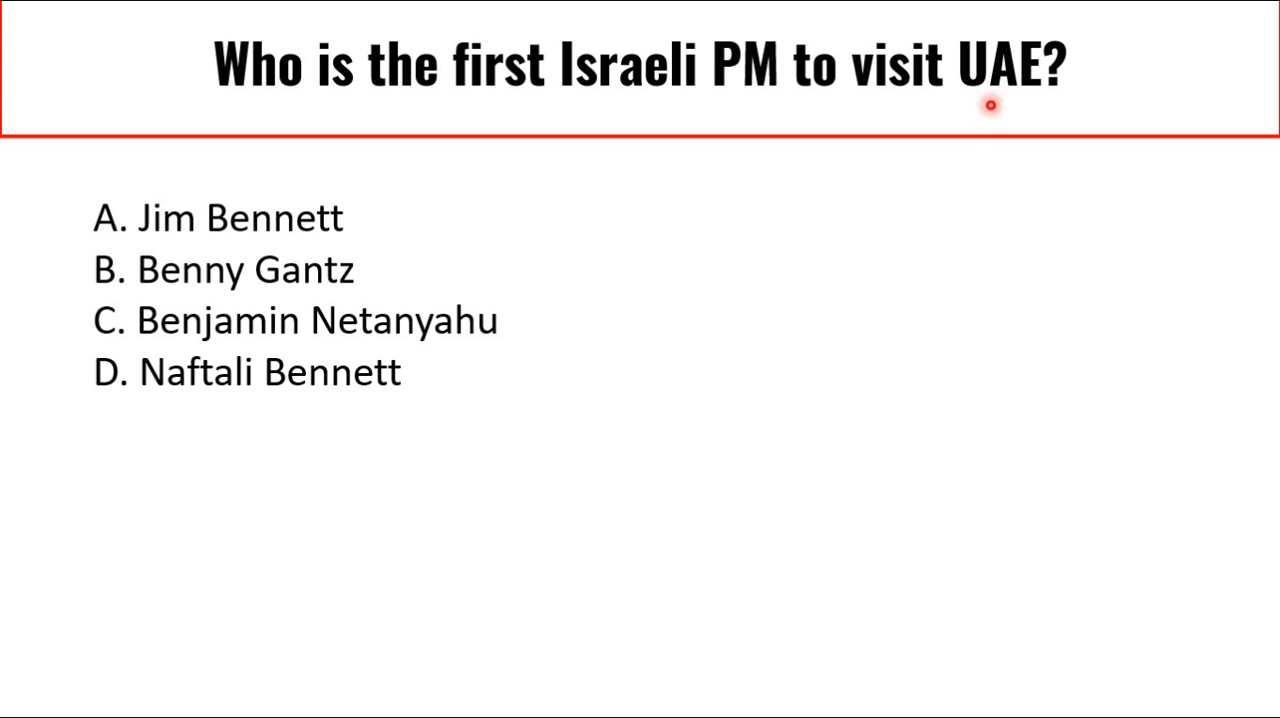 Who is the first Israeli PM to visit UAE?
A. Jim Bennett
B. Benny Gantz
C. Benjamin Netanyahu
D. Naftali Bennett